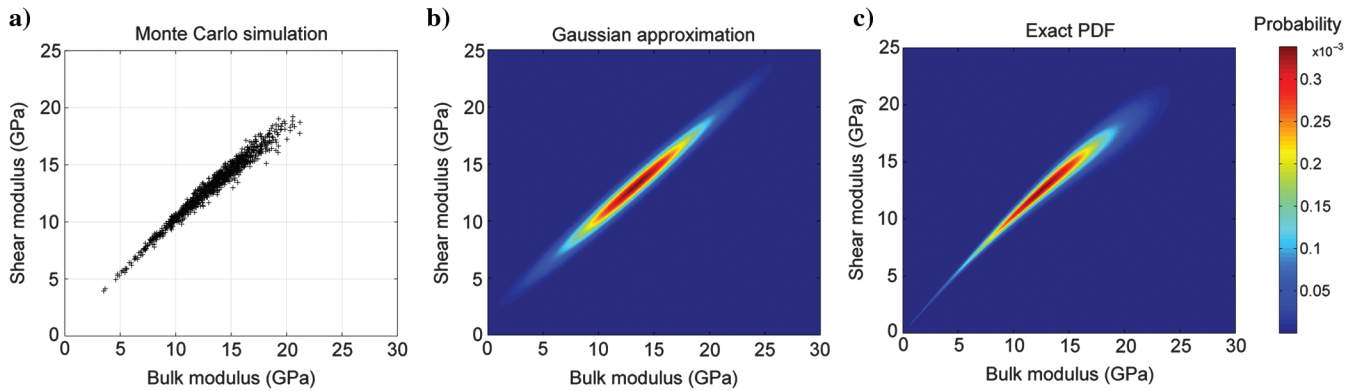 a)
Monte Carlo simulation
25
20
15
10
5
0
0 5 10 15 20 25 30
Shear modulus (GPa)
Bulk modulus (GPa)
b)
Gaussian approximation
25
20
15
10
5
0
0 5 10 15 20 25 30
Shear modulus (GPa)
Bulk modulus (GPa)
c)
Exact PDF
25
20
15
10
5
0
0 5 10 15 20 25 30
Shear modulus (GPa)
Bulk modulus (GPa)
Probability
x10⁻³
0.3
0.25
0.2
0.15
0.1
0.05